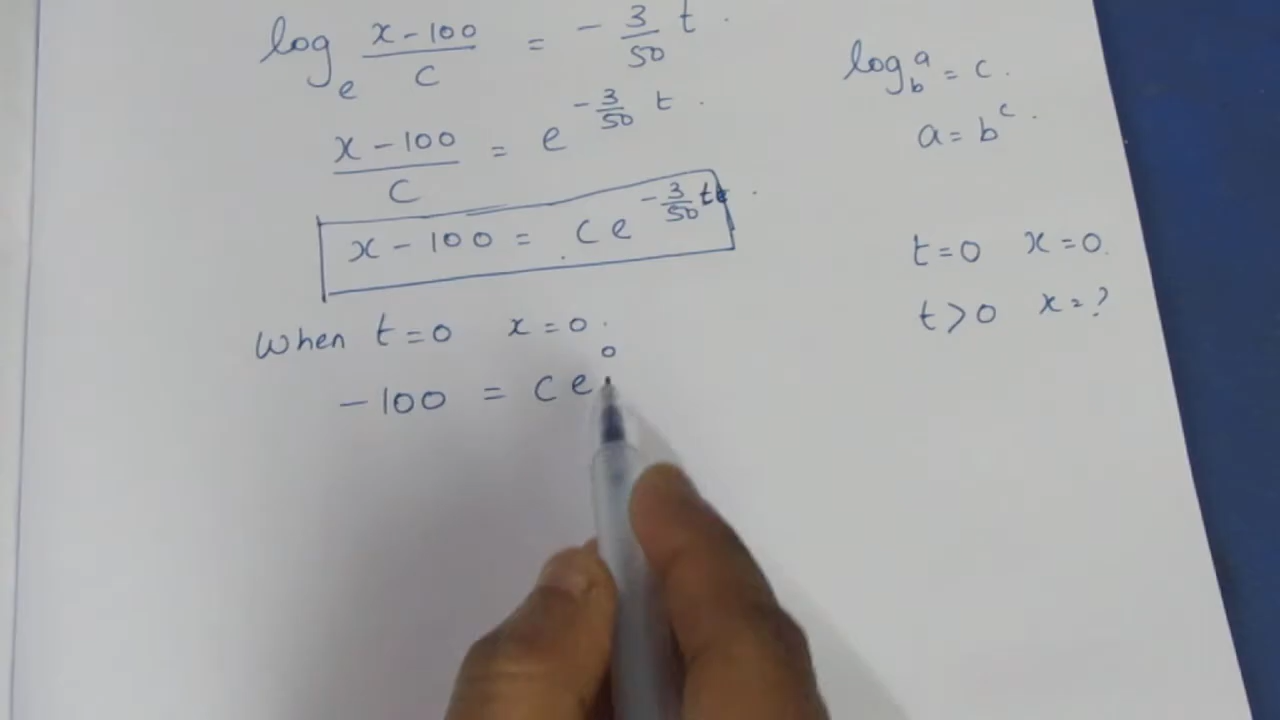 log_e (x - 100)/C = - 3/50 t .
(x - 100)/C = e^(- 3/50 t) .
x - 100 = . C e^(- 3/50 t) .
When t = 0 x = 0 .
- 100 = C e^0
log_b a = c .
a = b^c .
t = 0 x = 0 .
t > 0 x = ?